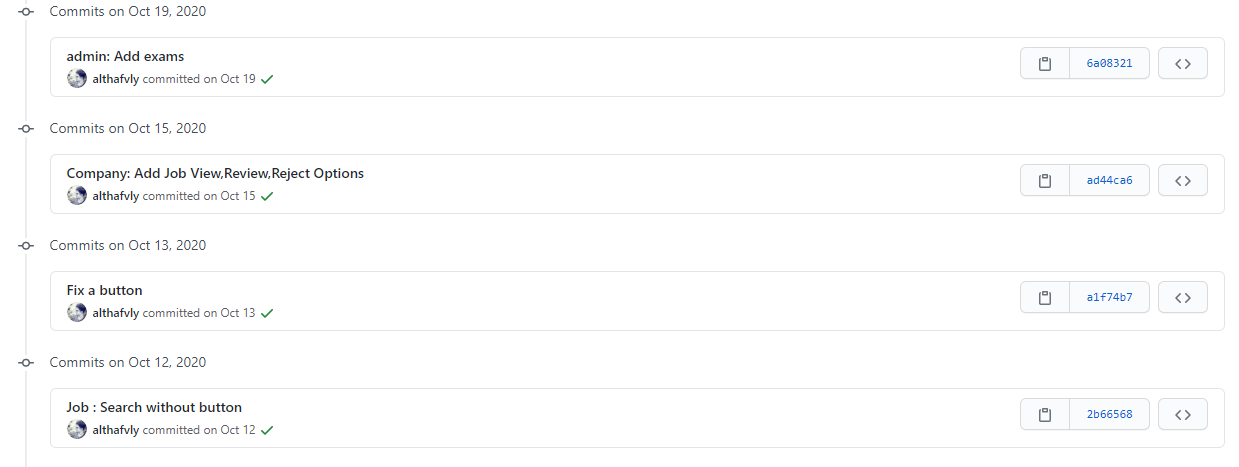 Commits on Oct 19, 2020
admin: Add exams
6a08321
althafvly committed on Oct 19
Commits on Oct 15, 2020
Company: Add Job View,Review,Reject Options
ad44ca6
althafvly committed on Oct 15
Commits on Oct 13, 2020
Fix a button
a1f74b7
althafvly committed on Oct 13
Commits on Oct 12, 2020
Job : Search without button
2b66568
althafvly committed on Oct 12